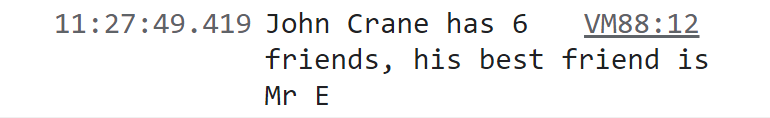 11:27:49.419 John Crane has 6 VM88:12
friends, his best friend is
Mr E